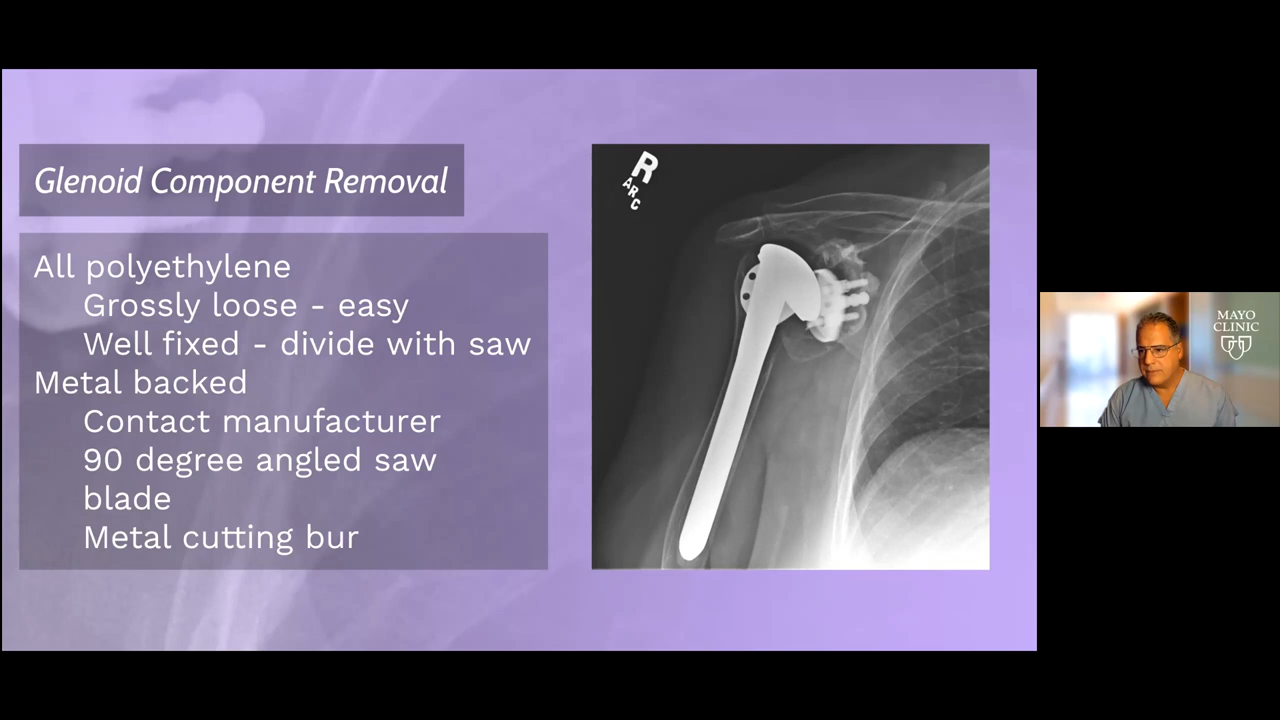 Glenoid Component Removal
All polyethylene
Grossly loose - easy
Well fixed - divide with saw
Metal backed
Contact manufacturer
90 degree angled saw
blade
Metal cutting bur
R
ARC
MAYO
CLINIC